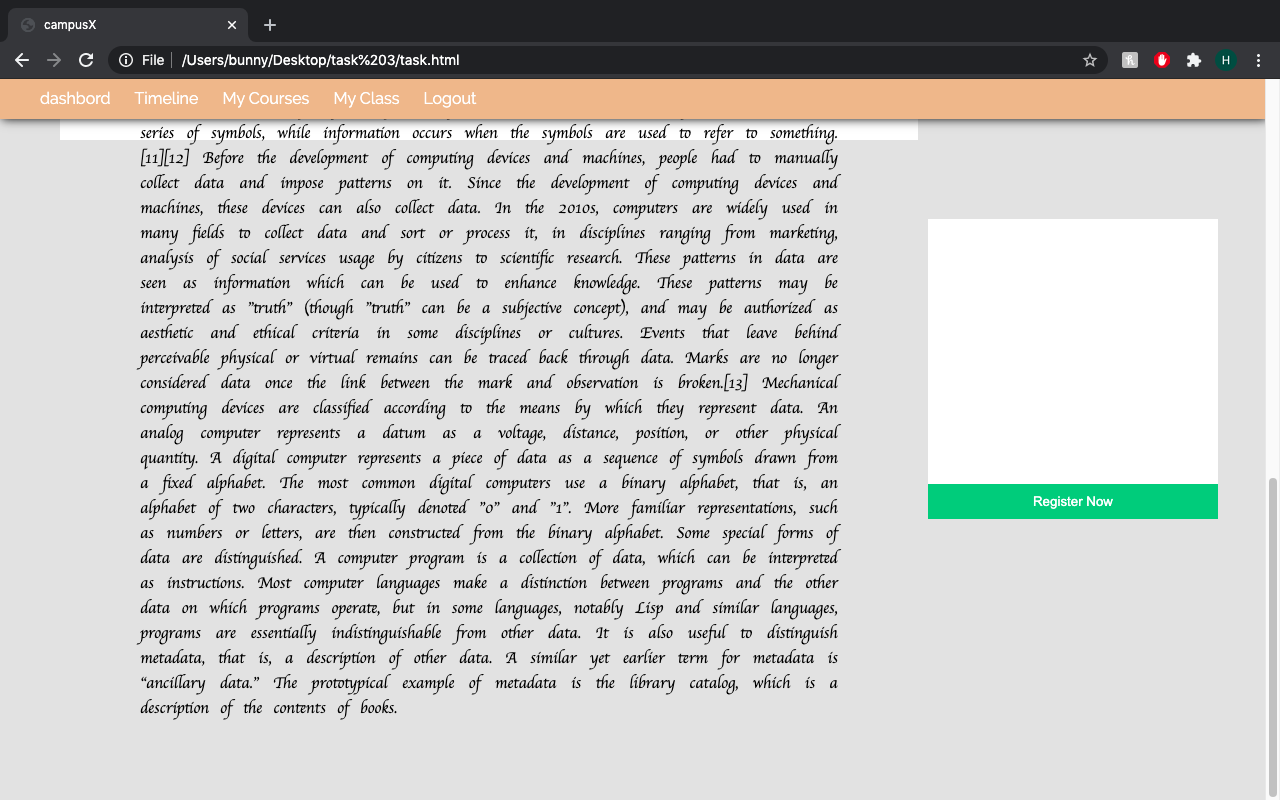 campusX
File
/Users/bunny/Desktop/task%203/task.html
H
dashbord Timeline My Courses My Class Logout
series of symbols, while information occurs when the symbols are used to refer to something.
[11][12] Before the development of computing devices and machines, people had to manually
collect data and impose patterns on it. Since the development of computing devices and
machines, these devices can also collect data. In the 2010s, computers are widely used in
many fields to collect data and sort or process it, in disciplines ranging from marketing,
analysis of social services usage by citizens to scientific research. These patterns in data are
seen as information which can be used to enhance knowledge. These patterns may be
interpreted as "truth" (though "truth" can be a subjective concept), and may be authorized as
aesthetic and ethical criteria in some disciplines or cultures. Events that leave behind
perceivable physical or virtual remains can be traced back through data. Marks are no longer
considered data once the link between the mark and observation is broken.[13] Mechanical
computing devices are classified according to the means by which they represent data. An
analog computer represents a datum as a voltage, distance, position, or other physical
quantity. A digital computer represents a piece of data as a sequence of symbols drawn from
a fixed alphabet. The most common digital computers use a binary alphabet, that is, an
alphabet of two characters, typically denoted "0" and "1". More familiar representations, such
as numbers or letters, are then constructed from the binary alphabet. Some special forms of
data are distinguished. A computer program is a collection of data, which can be interpreted
as instructions. Most computer languages make a distinction between programs and the other
data on which programs operate, but in some languages, notably Lisp and similar languages,
programs are essentially indistinguishable from other data. It is also useful to distinguish
metadata, that is, a description of other data. A similar yet earlier term for metadata is
"ancillary data." The prototypical example of metadata is the library catalog, which is a
description of the contents of books.
Register Now